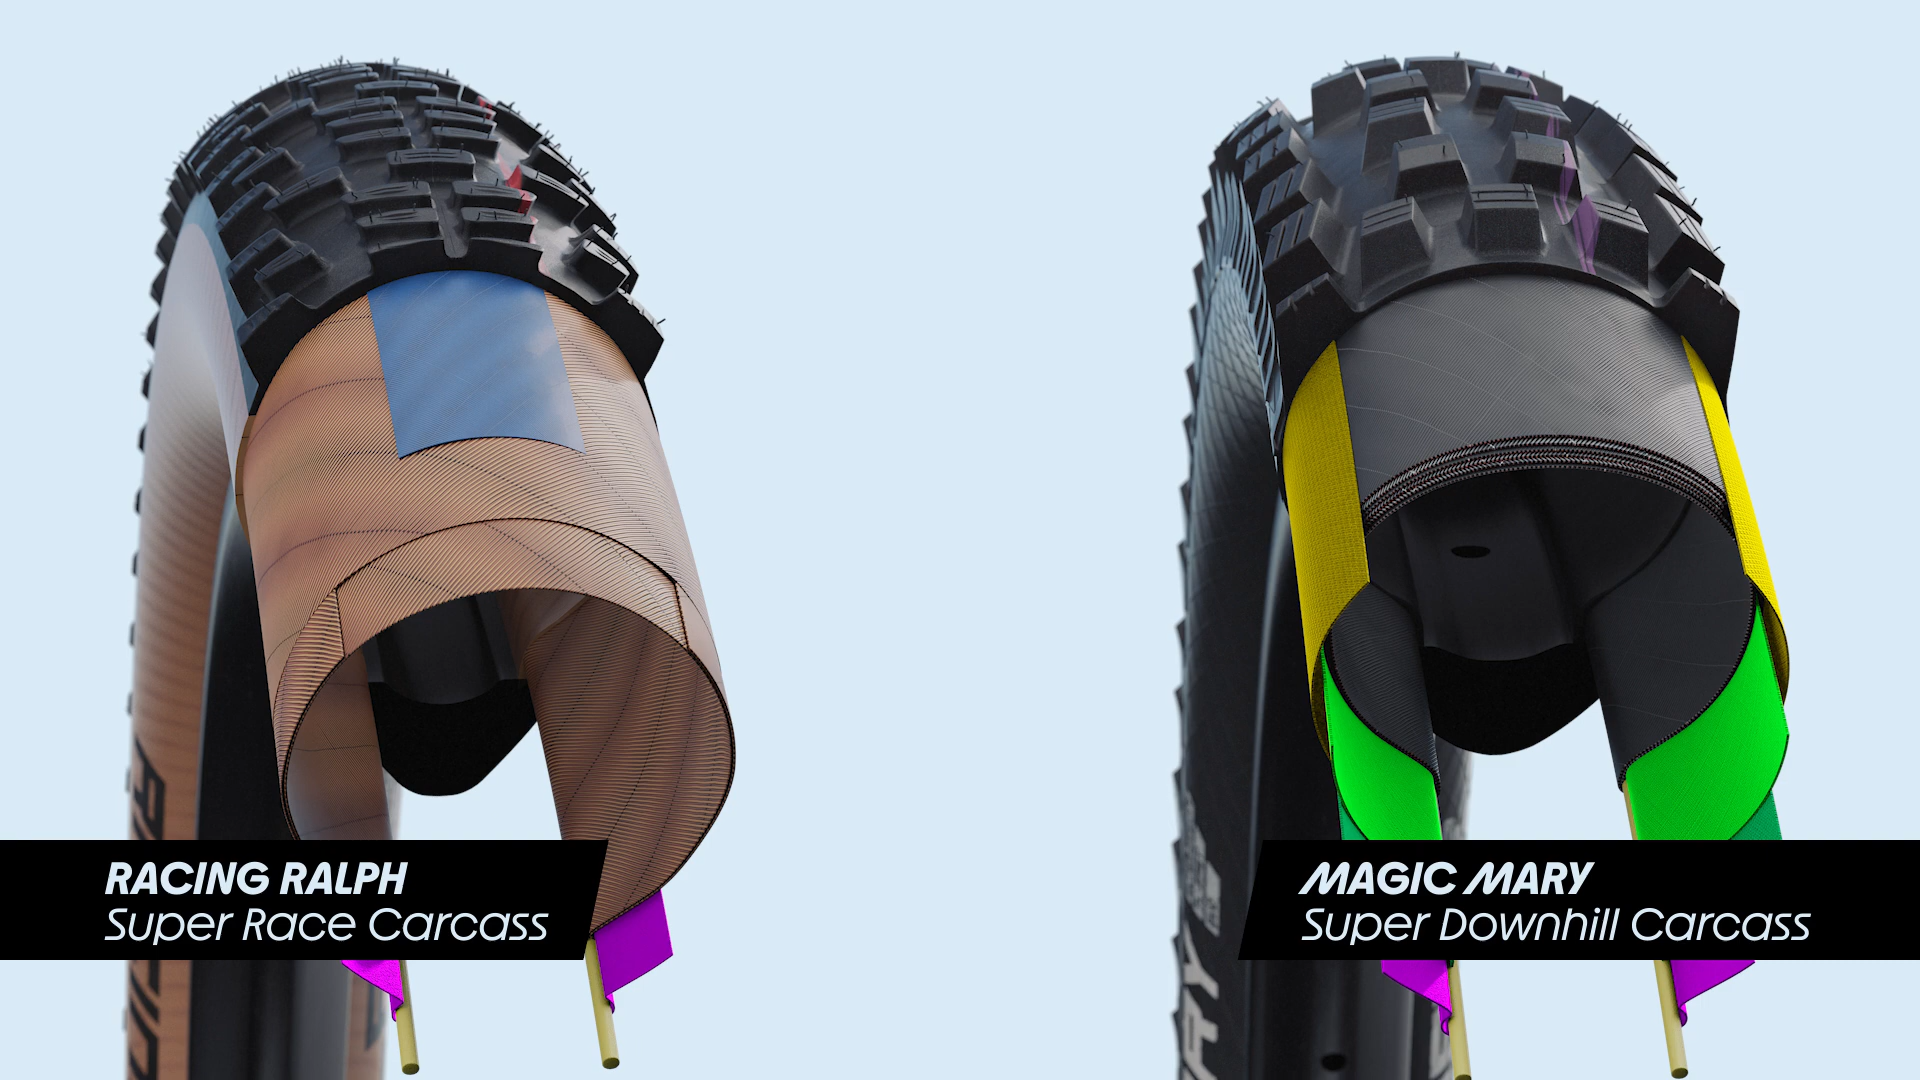 RACING RALPH
Super Race Carcass
MAGIC MARY
Super Downhill Carcass